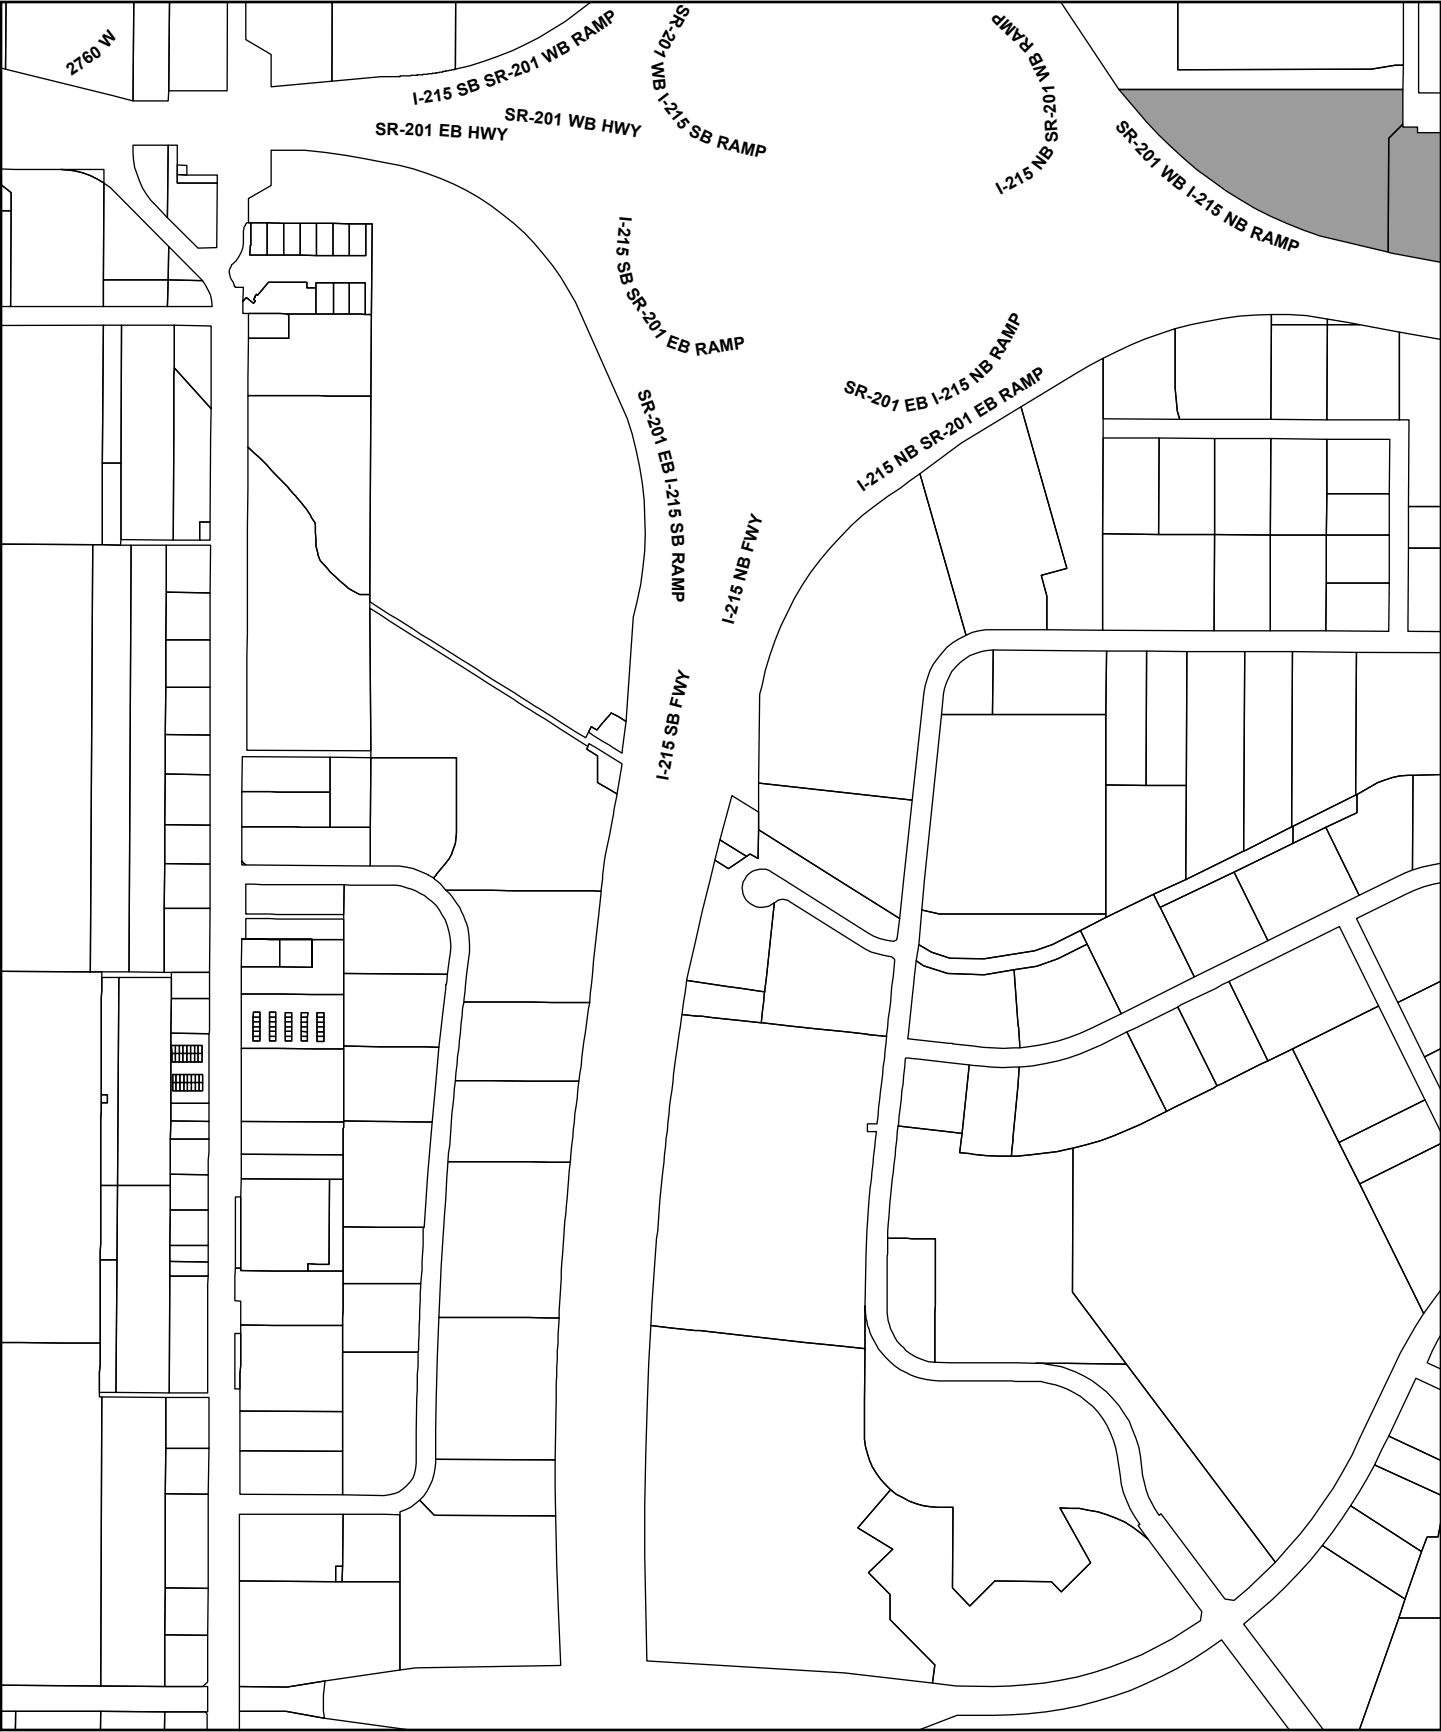 2760 W
I-215 SB SR-201 WB RAMP
SR-201 WB I-215 SB RAMP
I-215 NB SR-201 WB RAMP
SR-201 EB HWY
SR-201 WB HWY
SR-201 WB I-215 NB RAMP
I-215 SB SR-201 EB RAMP
SR-201 EB I-215 NB RAMP
I-215 NB SR-201 EB RAMP
SR-201 EB I-215 SB RAMP
I-215 NB FWY
I-215 SB FWY